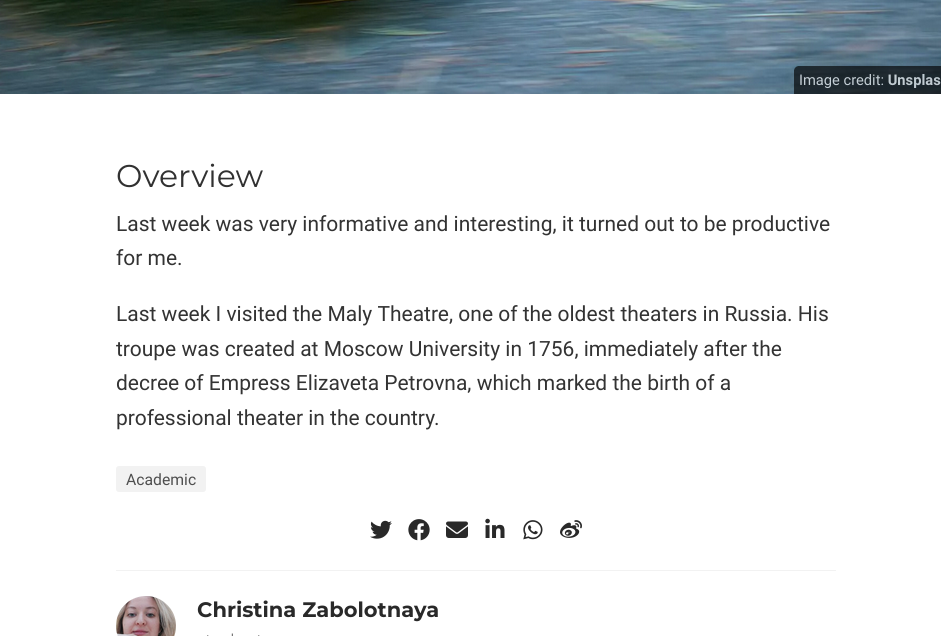 Image credit: Unsplas
Overview
Last week was very informative and interesting, it turned out to be productive
for me.
Last week I visited the Maly Theatre, one of the oldest theaters in Russia. His
troupe was created at Moscow University in 1756, immediately after the
decree of Empress Elizaveta Petrovna, which marked the birth of a
professional theater in the country.
Academic
Christina Zabolotnaya